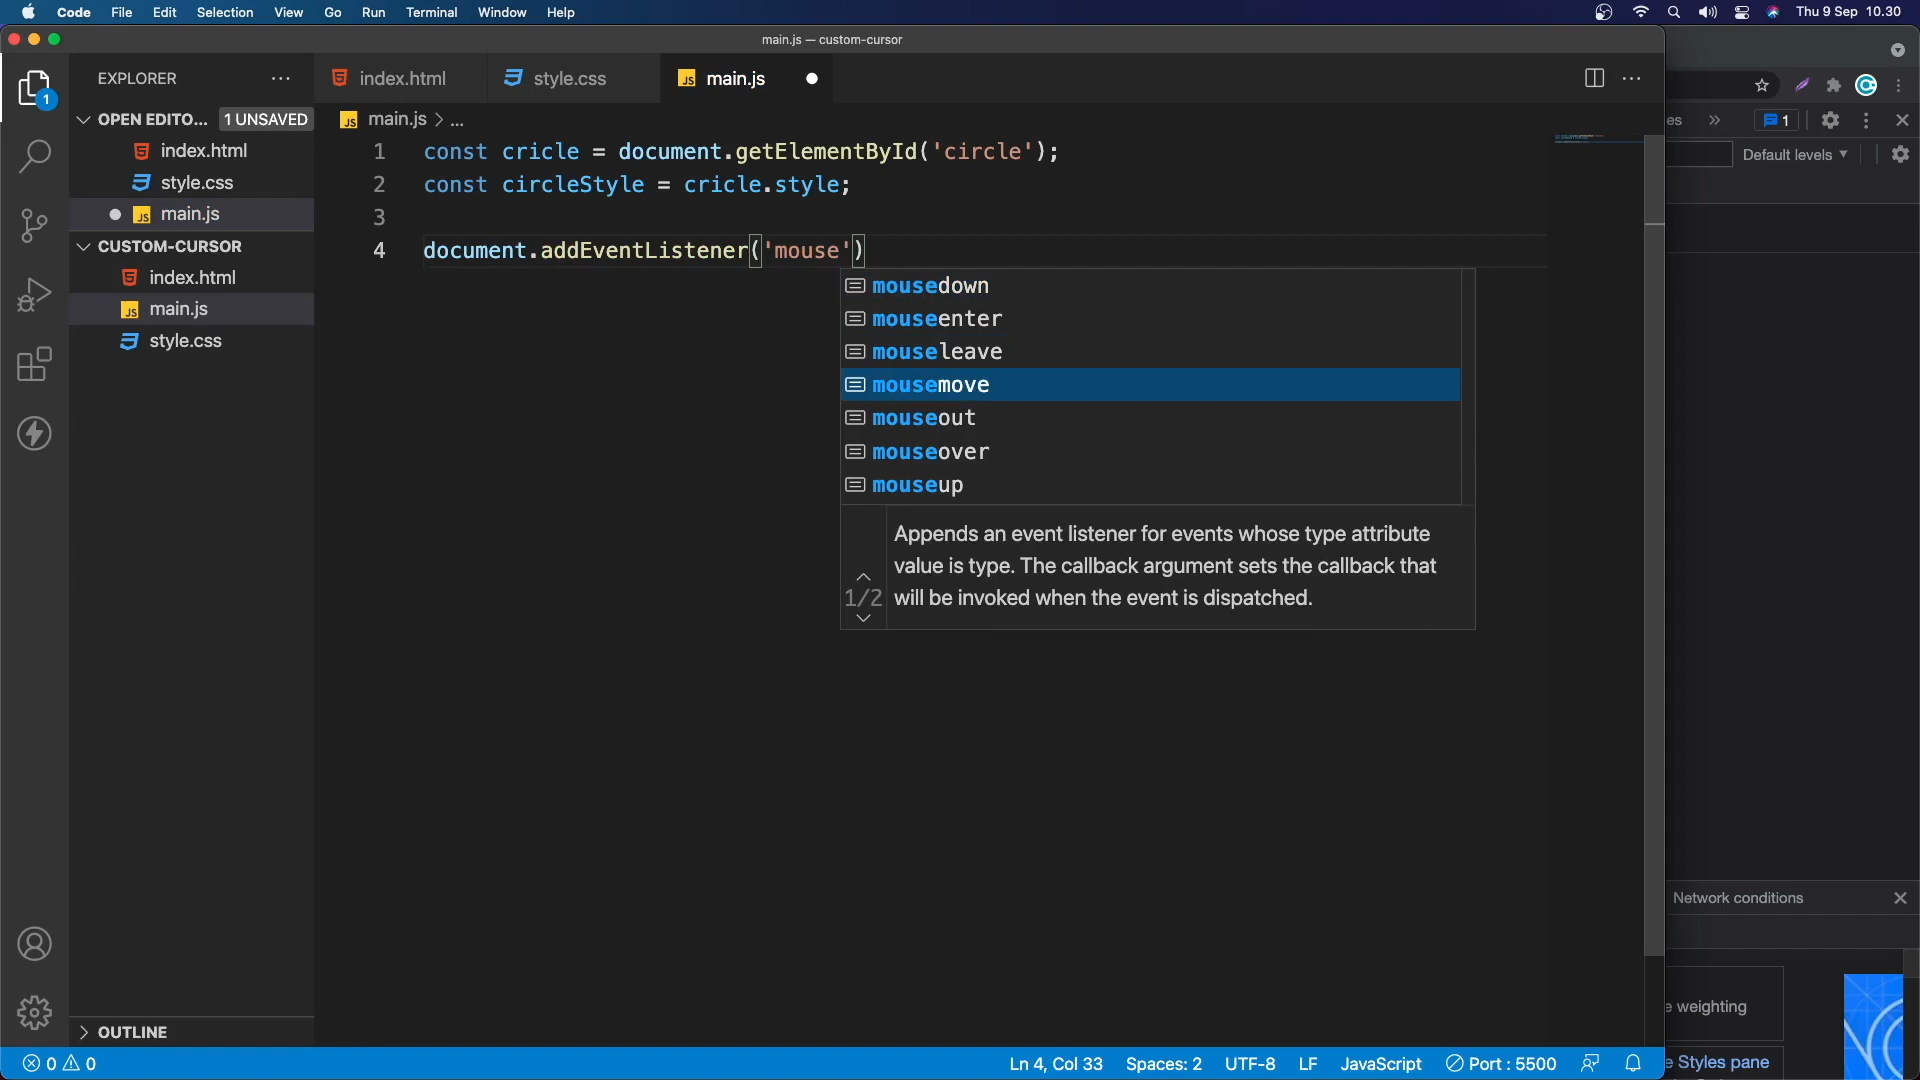 Code File Edit Selection View Go Run Terminal Window Help Thu 9 Sep 10.30
main.js — custom-cursor
EXPLORER
index.html
style.css
main.js
1
OPEN EDITO... 1 UNSAVED
index.html
style.css
main.js
CUSTOM-CURSOR
index.html
main.js
style.css
OUTLINE
main.js > ...
1 const cricle = document.getElementById('circle');
2 const circleStyle = cricle.style;
3
4 document.addEventListener('mouse')
mousedown
mouseenter
mouseleave
mousemove
mouseout
mouseover
mouseup
1/2
Appends an event listener for events whose type attribute
value is type. The callback argument sets the callback that
will be invoked when the event is dispatched.
es
1
Default levels
Network conditions
e weighting
e Styles pane
0 0
Ln 4, Col 33 Spaces: 2 UTF-8 LF JavaScript Port : 5500